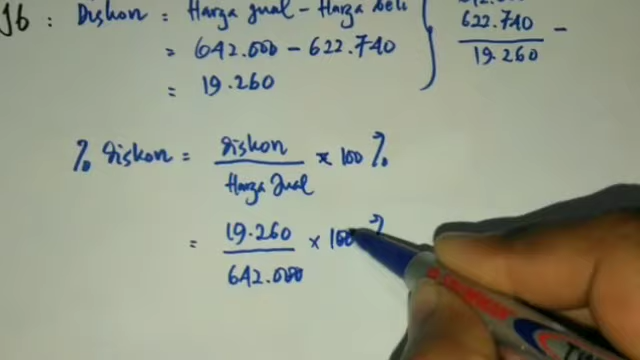 Jb : Diskon = Harga jual - Harga beli
= 642.000 - 622.740
= 19.260
622.740 -
19.260
% diskon = diskon / Harga Jual × 100 %
= 19.260 / 642.000 × 100 %